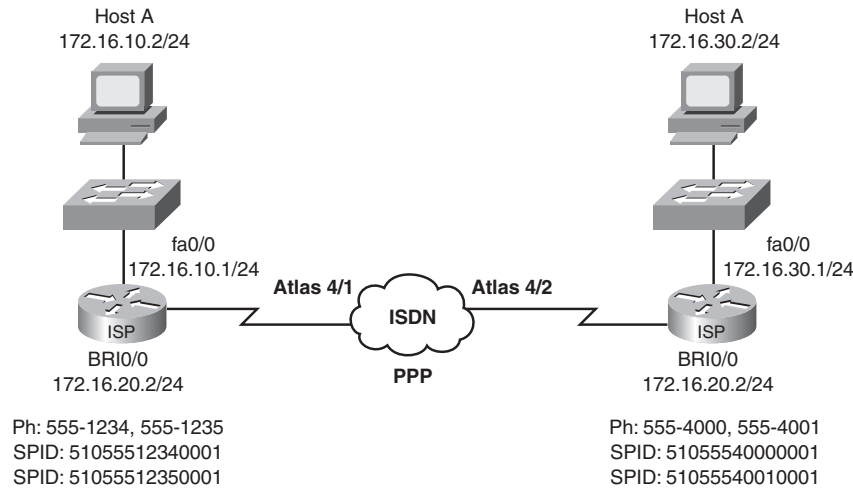 Host A
172.16.10.2/24
Host A
172.16.30.2/24
fa0/0
172.16.10.1/24
fa0/0
172.16.30.1/24
Atlas 4/1
Atlas 4/2
ISDN
ISP
ISP
PPP
BRI0/0
172.16.20.2/24
BRI0/0
172.16.20.2/24
Ph: 555-1234, 555-1235
SPID: 51055512340001
SPID: 51055512350001
Ph: 555-4000, 555-4001
SPID: 51055540000001
SPID: 51055540010001